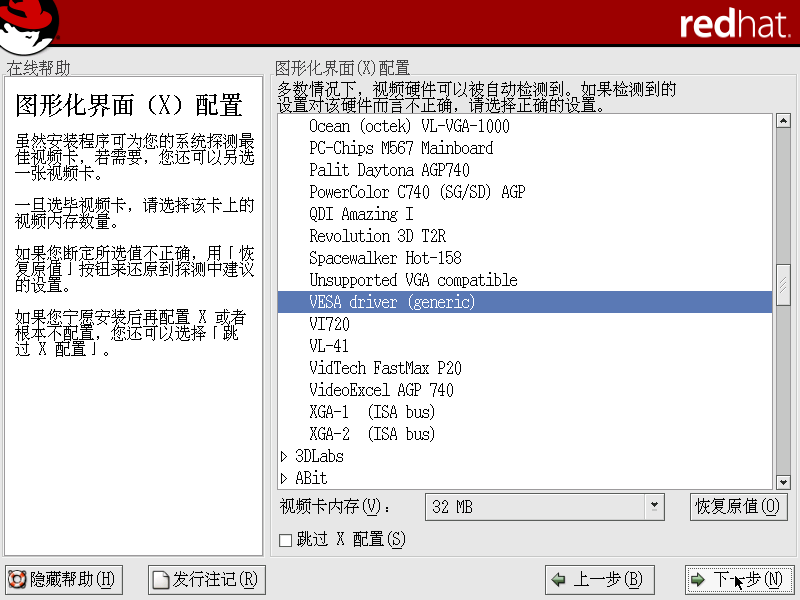 redhat.
在线帮助
图形化界面（X）配置
虽然安装程序可为您的系统探测最
佳视频卡，若需要，您还可以另选
一张视频卡。
一旦选毕视频卡，请选择该卡上的
视频内存数量。
如果您断定所选值不正确，用「恢
复原值」按钮来还原到探测中建议
的设置。
如果您宁愿安装后再配置 X 或者
根本不配置，您还可以选择「跳
过 X 配置」。
图形化界面(X)配置
多数情况下，视频硬件可以被自动检测到。如果检测到的
设置对该硬件而言不正确，请选择正确的设置。
Ocean (octek) VL-VGA-1000
PC-Chips M567 Mainboard
Palit Daytona AGP740
PowerColor C740 (SG/SD) AGP
QDI Amazing I
Revolution 3D T2R
Spacewalker Hot-158
Unsupported VGA compatible
VESA driver (generic)
VI720
VL-41
VidTech FastMax P20
VideoExcel AGP 740
XGA-1 (ISA bus)
XGA-2 (ISA bus)
3DLabs
ABit
视频卡内存(V)：
32 MB
恢复原值(O)
跳过 X 配置(S)
隐藏帮助(H)
发行注记(R)
上一步(B)
下一步(N)